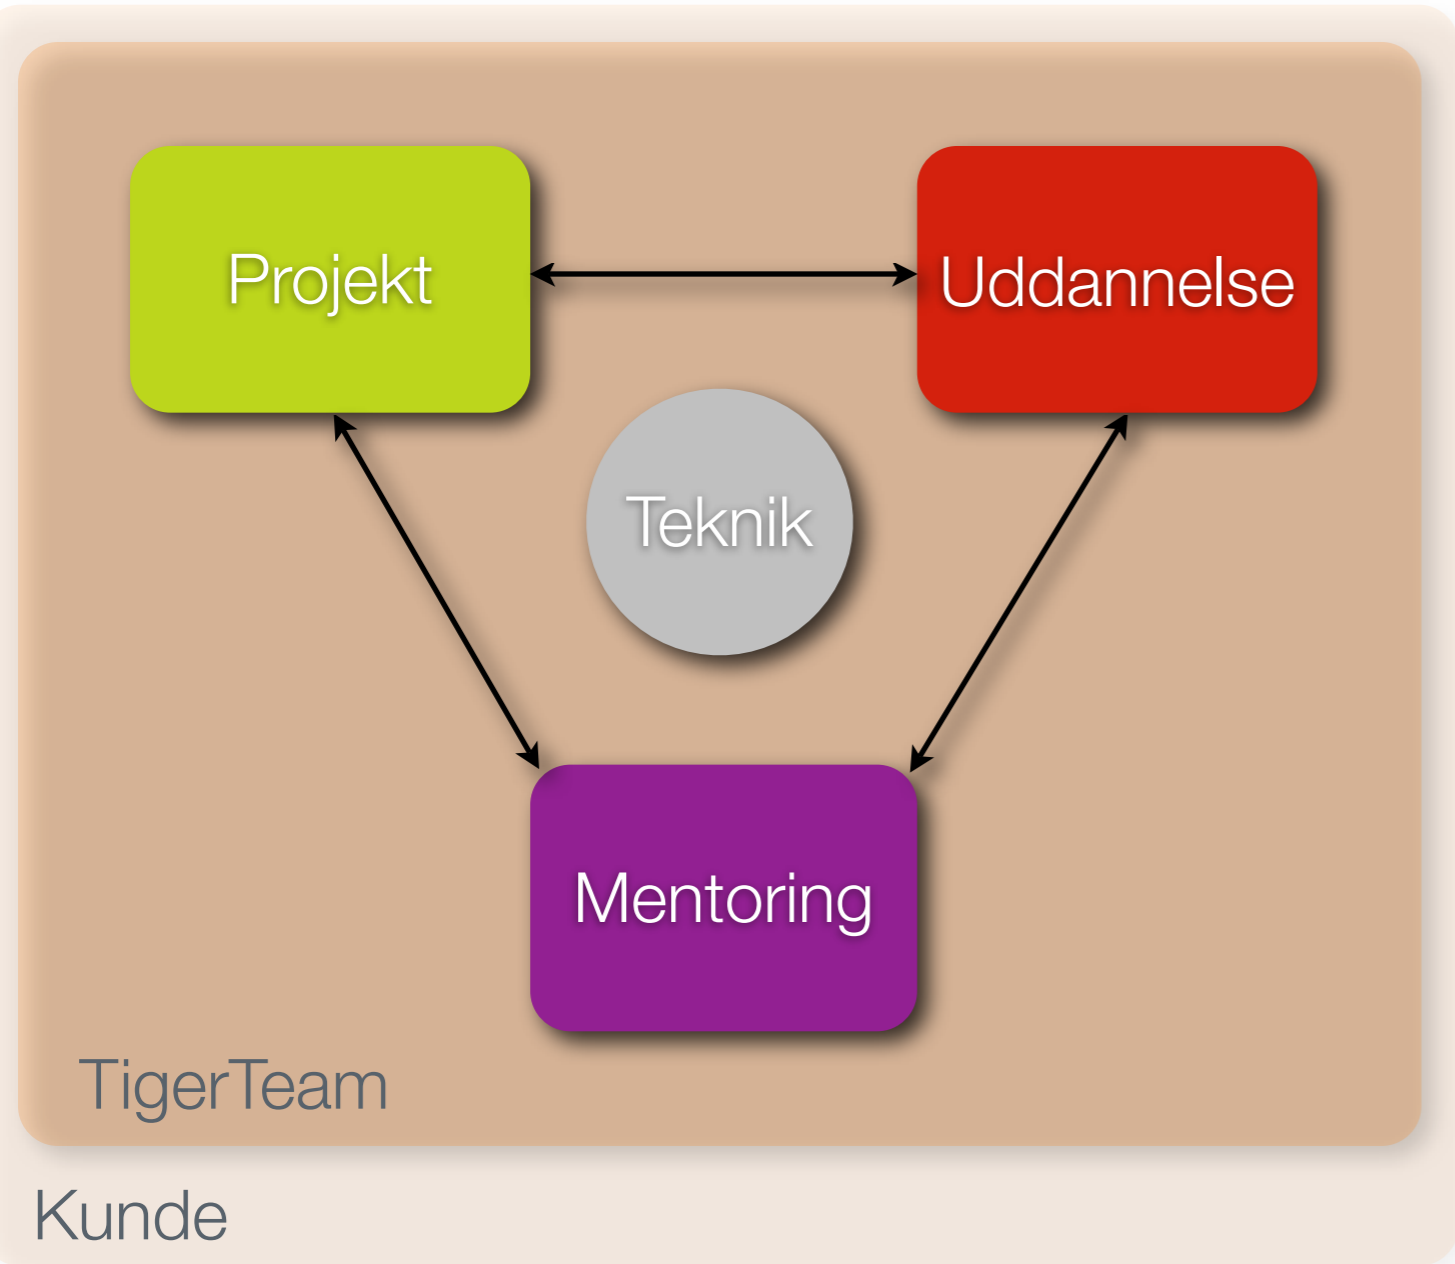 Projekt
Uddannelse
Teknik
Mentoring
TigerTeam
Kunde